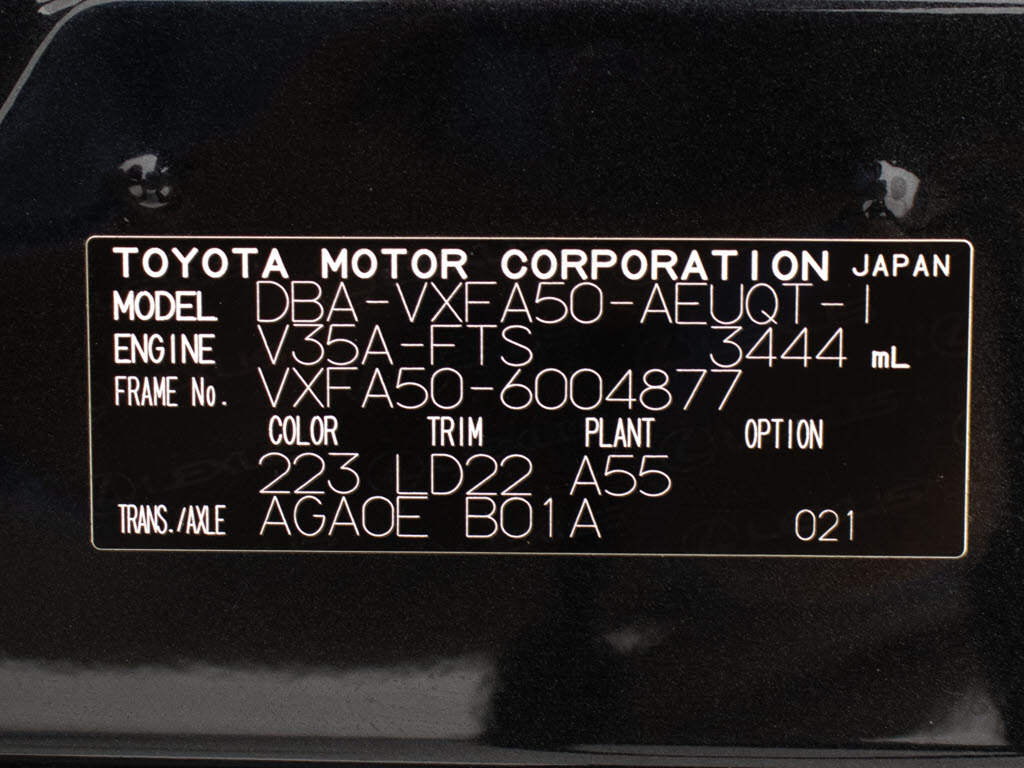 TOYOTA MOTOR CORPORATION JAPAN
MODEL DBA-VXFA50-AEUQT-I
ENGINE V35A-FTS 3444 mL
FRAME No. VXFA50-6004877
COLOR TRIM PLANT OPTION
223 LD22 A55
TRANS./AXLE AGA0E B01A 021